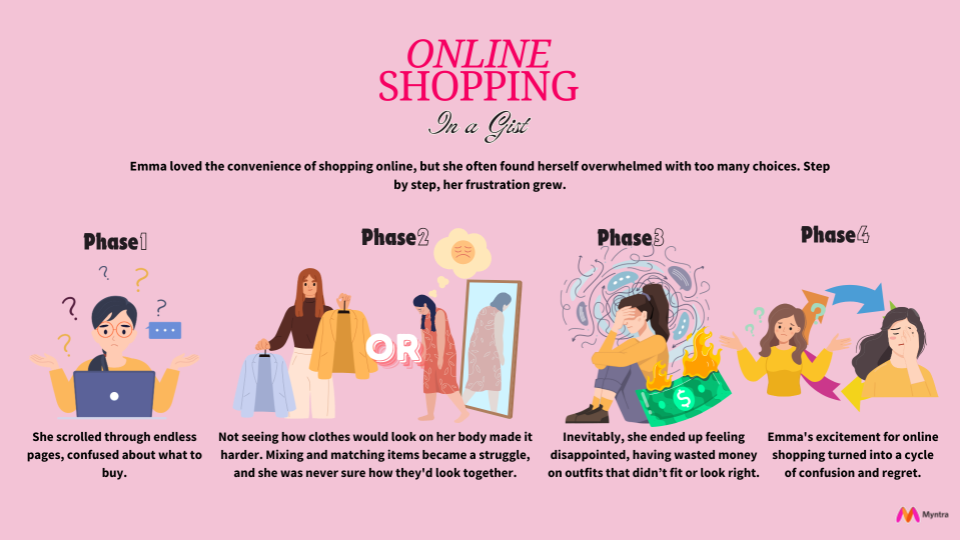 ONLINE
SHOPPING
In a Gist
Emma loved the convenience of shopping online, but she often found herself overwhelmed with too many choices. Step
by step, her frustration grew.
Phase1
She scrolled through endless
pages, confused about what to
buy.
Phase2
OR
Not seeing how clothes would look on her body made it
harder. Mixing and matching items became a struggle,
and she was never sure how they'd look together.
Phase3
$
Inevitably, she ended up feeling
disappointed, having wasted money
on outfits that didn’t fit or look right.
Phase4
Emma's excitement for online
shopping turned into a cycle
of confusion and regret.
Myntra